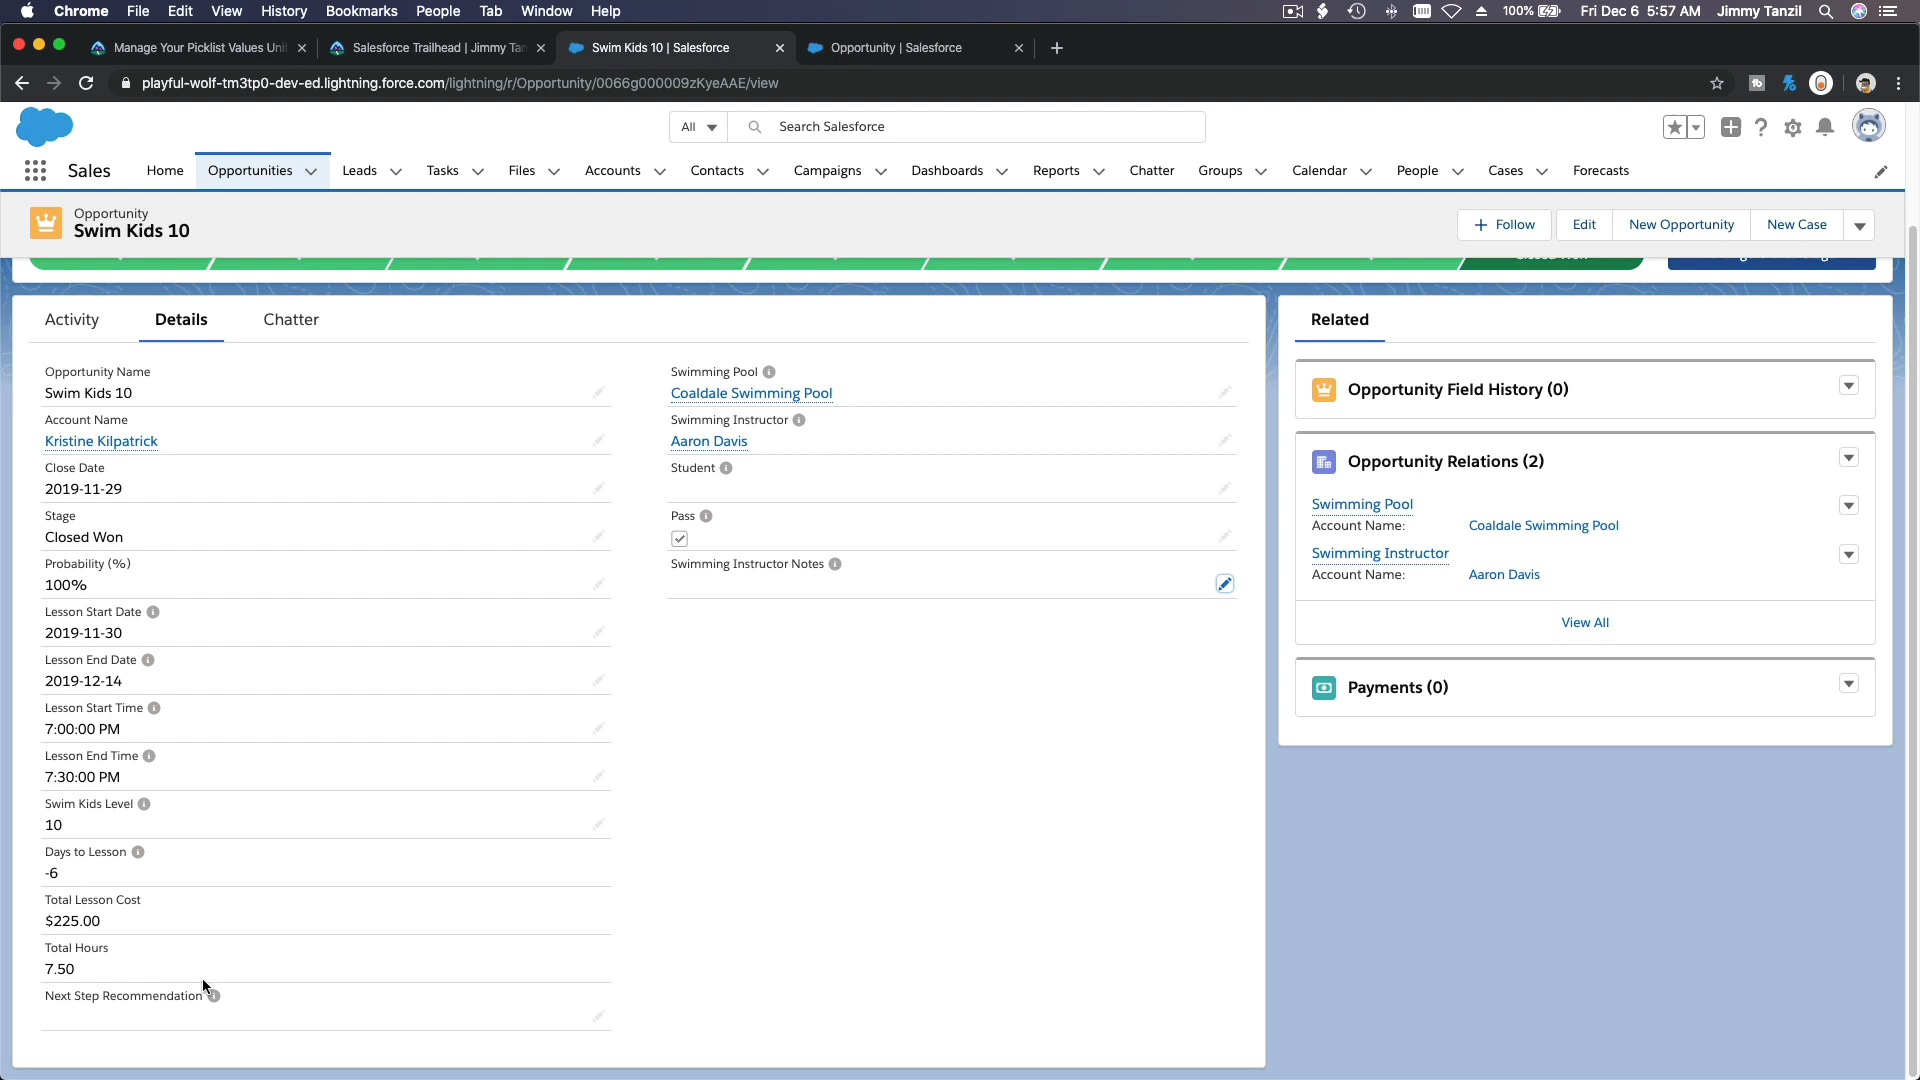 Chrome File Edit View History Bookmarks People Tab Window Help 100% Fri Dec 6 5:57 AM Jimmy Tanzil
Manage Your Picklist Values Uni
Salesforce Trailhead | Jimmy Tan
Swim Kids 10 | Salesforce
Opportunity | Salesforce
playful-wolf-tm3tp0-dev-ed.lightning.force.com/lightning/r/Opportunity/0066g000009zKyeAAE/view
All Search Salesforce
Sales Home Opportunities Leads Tasks Files Accounts Contacts Campaigns Dashboards Reports Chatter Groups Calendar People Cases Forecasts
Opportunity
Swim Kids 10
Follow Edit New Opportunity New Case
Activity Details Chatter
Opportunity Name
Swim Kids 10
Account Name
Kristine Kilpatrick
Close Date
2019-11-29
Stage
Closed Won
Probability (%)
100%
Lesson Start Date
2019-11-30
Lesson End Date
2019-12-14
Lesson Start Time
7:00:00 PM
Lesson End Time
7:30:00 PM
Swim Kids Level
10
Days to Lesson
-6
Total Lesson Cost
$225.00
Total Hours
7.50
Next Step Recommendation
Swimming Pool
Coaldale Swimming Pool
Swimming Instructor
Aaron Davis
Student
Pass
Swimming Instructor Notes
Related
Opportunity Field History (0)
Opportunity Relations (2)
Swimming Pool
Account Name: Coaldale Swimming Pool
Swimming Instructor
Account Name: Aaron Davis
View All
Payments (0)